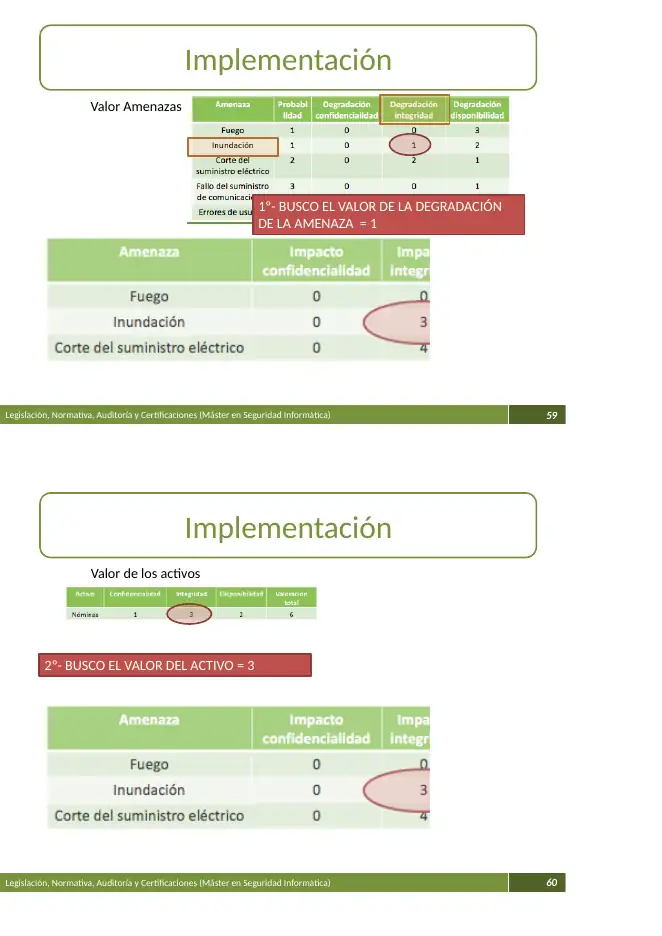 Implementación
Valor Amenazas
Amenaza Probabi lidad Degradación confidencialidad Degradación integridad Degradación disponibilidad
Fuego 1 0 0 3
Inundación 1 0 1 2
Corte del suministro eléctrico 2 0 2 1
Fallo del suministro de comunicaci 3 0 0 1
Errores de usu
1º- BUSCO EL VALOR DE LA DEGRADACIÓN
DE LA AMENAZA = 1
Amenaza Impacto confidencialidad Impa integr
Fuego 0 0
Inundación 0 3
Corte del suministro eléctrico 0 4
Legislación, Normativa, Auditoría y Certificaciones (Máster en Seguridad Informática) 59
Implementación
Valor de los activos
Activo Confidencialidad Integridad Disponibilidad Valoración total
Nóminas 1 3 2 6
2º- BUSCO EL VALOR DEL ACTIVO = 3
Amenaza Impacto confidencialidad Impa integr
Fuego 0 0
Inundación 0 3
Corte del suministro eléctrico 0 4
Legislación, Normativa, Auditoría y Certificaciones (Máster en Seguridad Informática) 60